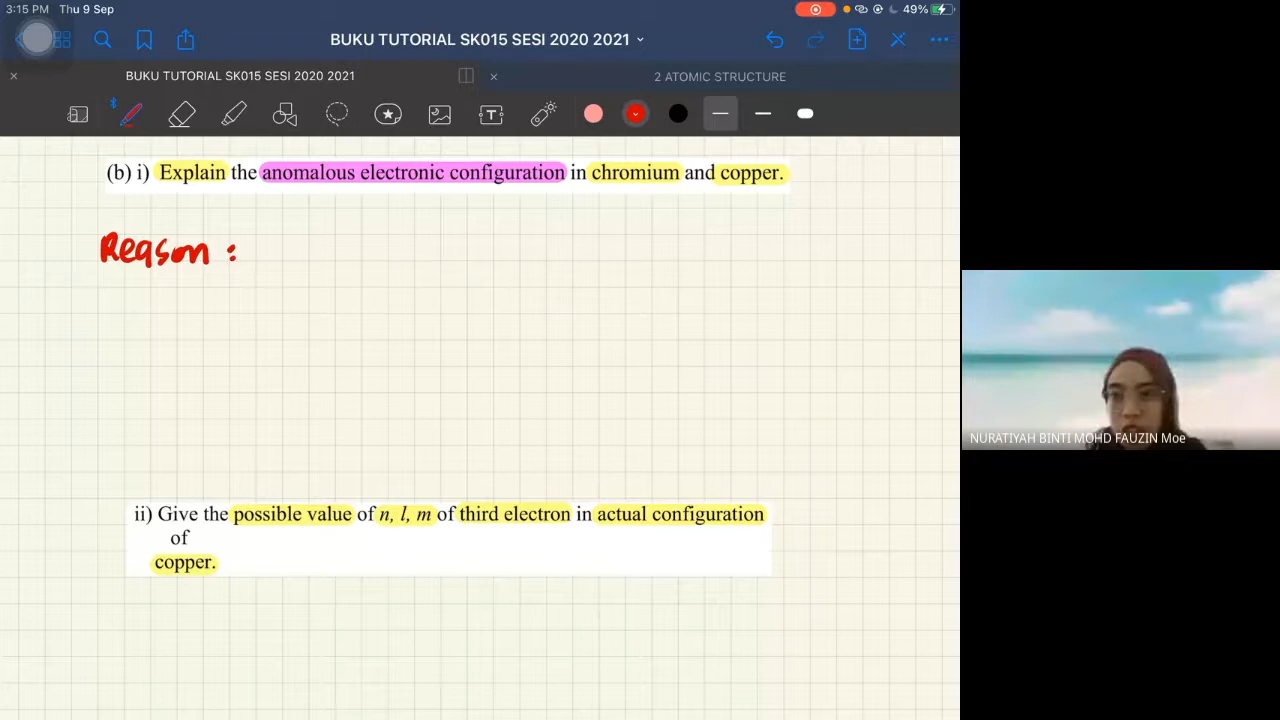 3:15 PM Thu 9 Sep
49%
BUKU TUTORIAL SK015 SESI 2020 2021
BUKU TUTORIAL SK015 SESI 2020 2021
2 ATOMIC STRUCTURE
T
(b) i) Explain the anomalous electronic configuration in chromium and copper.
Reason :
NURATIYAH BINTI MOHD FAUZIN Moe
ii) Give the possible value of n, l, m of third electron in actual configuration
of
copper.